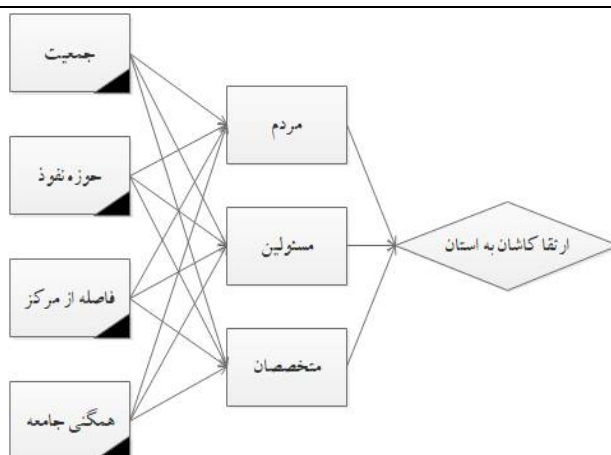 جمعیت
حوزه نفوذ
فاصله از مرکز
همگنی جامعه
مردم
مسئولین
متخصصان
ارتقا کاشان به استان